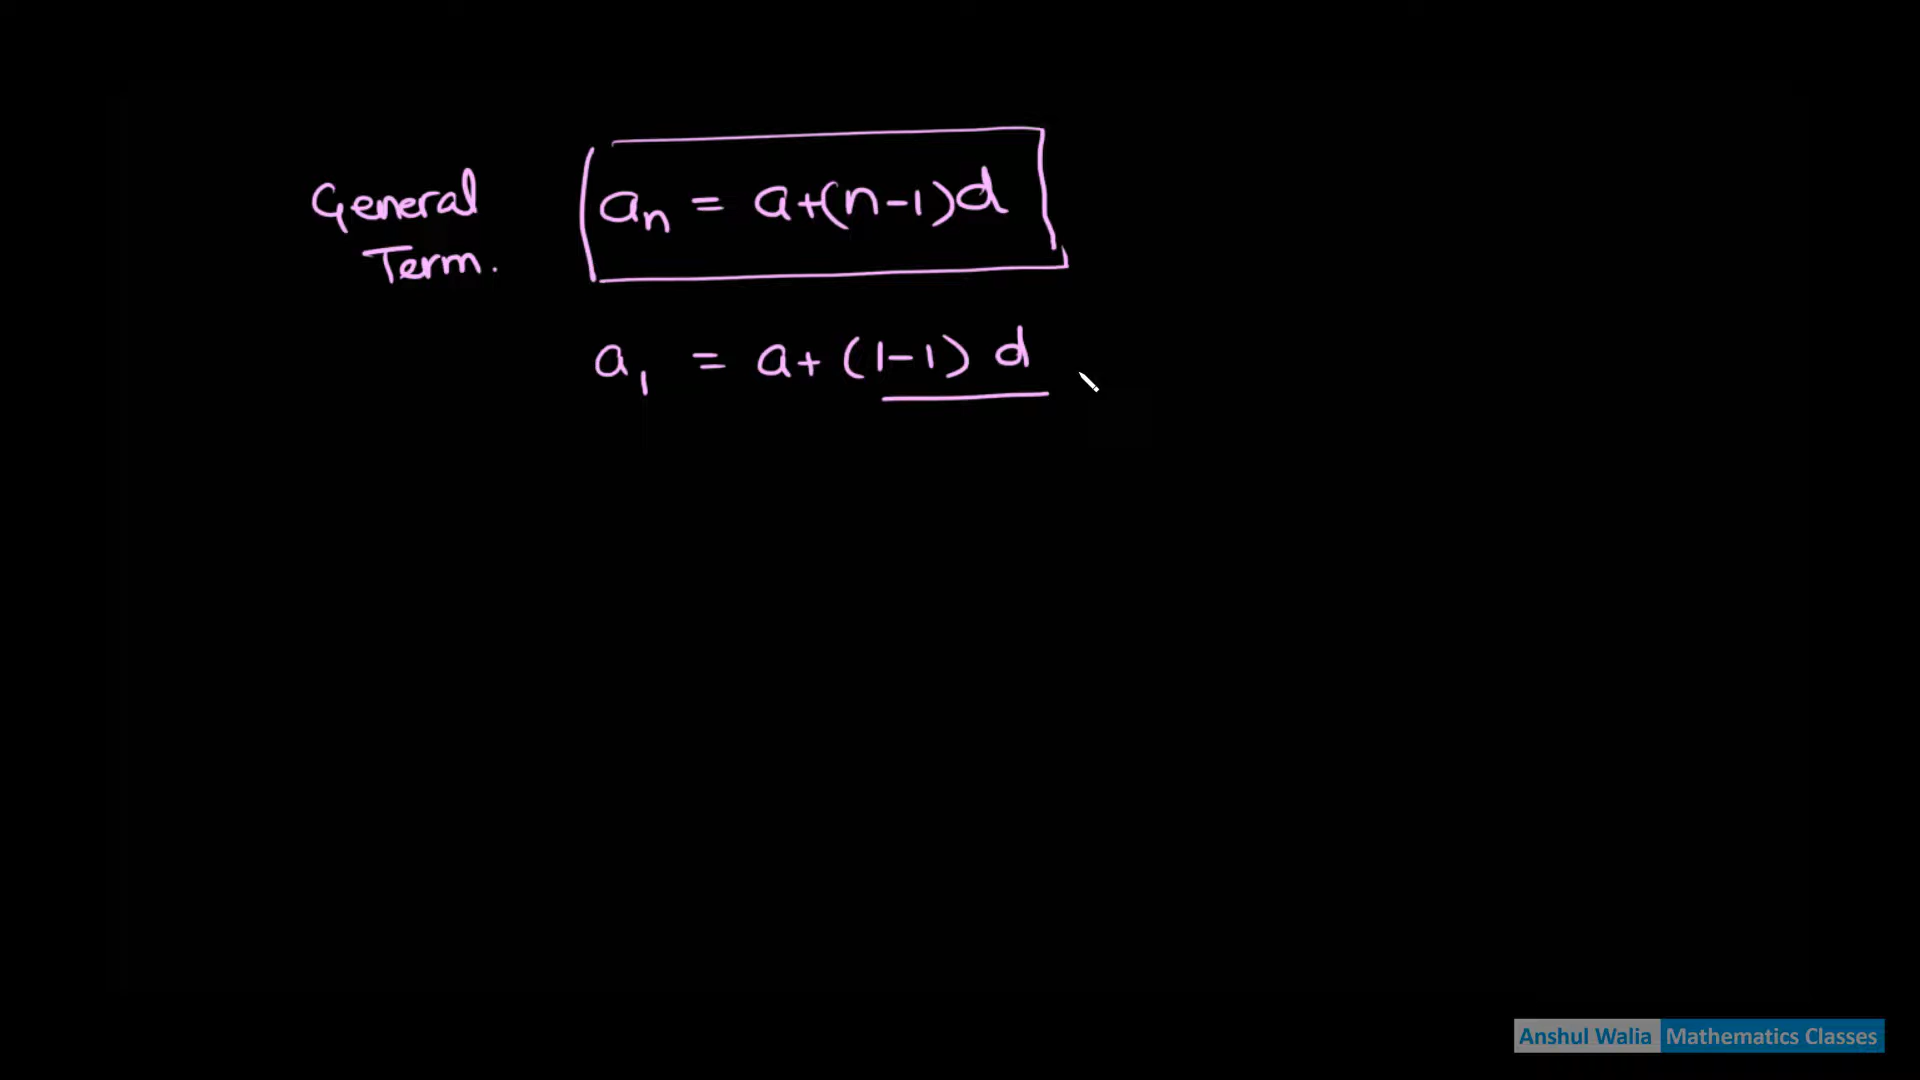 General aₙ = a+(n-1)d
Term.
a₁ = a+ (1-1) d
Anshul Walia Mathematics Classes